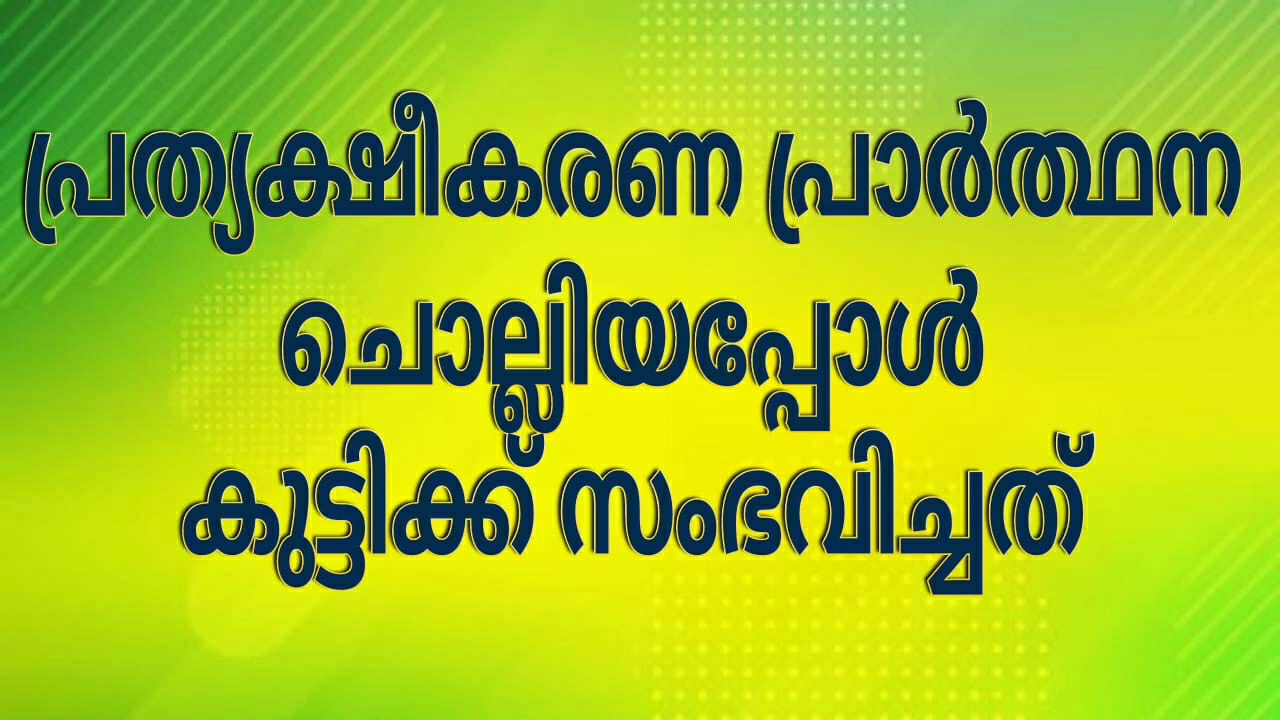 പ്രത്യക്ഷീകരണ പ്രാർത്ഥന
ചൊല്ലിയപ്പോൾ
കുട്ടിക്ക് സംഭവിച്ചത്